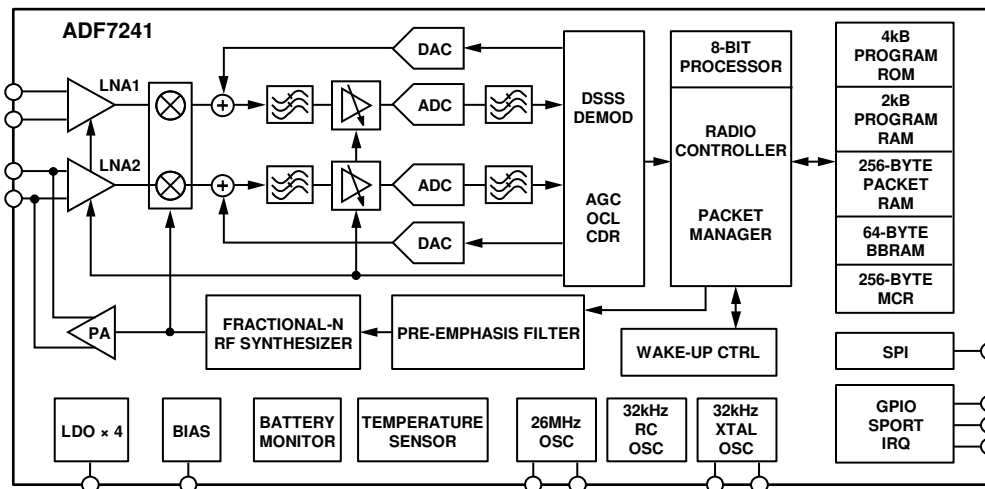 ADF7241
DAC
8-BIT
PROCESSOR
4kB
PROGRAM
ROM
LNA1
ADC
DSSS
DEMOD
2kB
PROGRAM
RAM
RADIO
CONTROLLER
LNA2
ADC
256-BYTE
PACKET
RAM
AGC
OCL
CDR
PACKET
MANAGER
DAC
64-BYTE
BBRAM
256-BYTE
MCR
PA
FRACTIONAL-N
RF SYNTHESIZER
PRE-EMPHASIS FILTER
WAKE-UP CTRL
SPI
LDO × 4
BIAS
BATTERY
MONITOR
TEMPERATURE
SENSOR
26MHz
OSC
32kHz
RC
OSC
32kHz
XTAL
OSC
GPIO
SPORT
IRQ